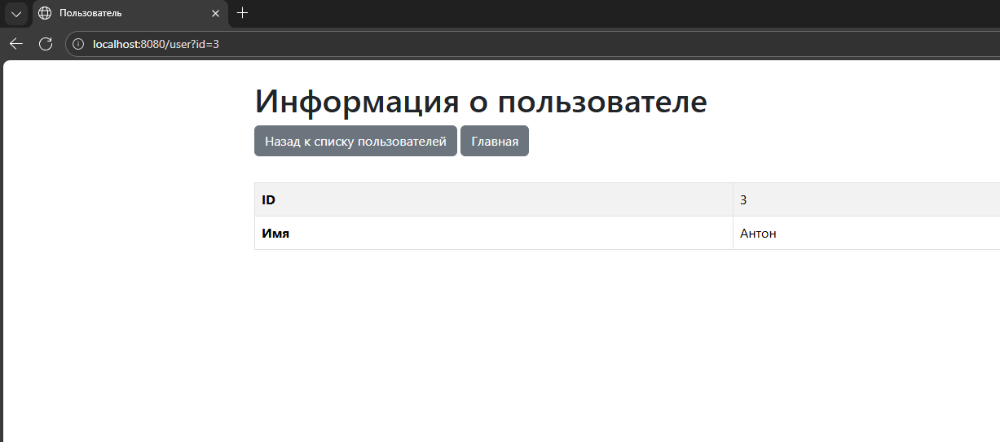 Пользователь
localhost:8080/user?id=3
Информация о пользователе
Назад к списку пользователей Главная
ID 3
Имя Антон